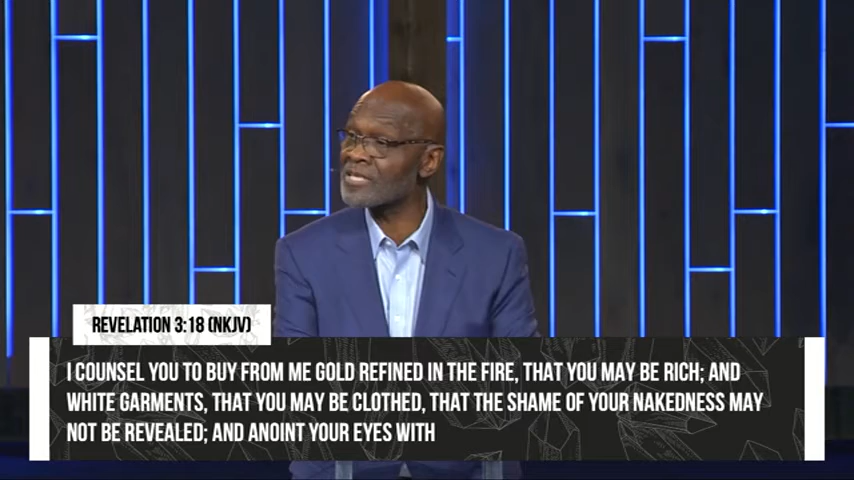 REVELATION 3:18 (NKJV)
I COUNSEL YOU TO BUY FROM ME GOLD REFINED IN THE FIRE, THAT YOU MAY BE RICH; AND
WHITE GARMENTS, THAT YOU MAY BE CLOTHED, THAT THE SHAME OF YOUR NAKEDNESS MAY
NOT BE REVEALED; AND ANOINT YOUR EYES WITH